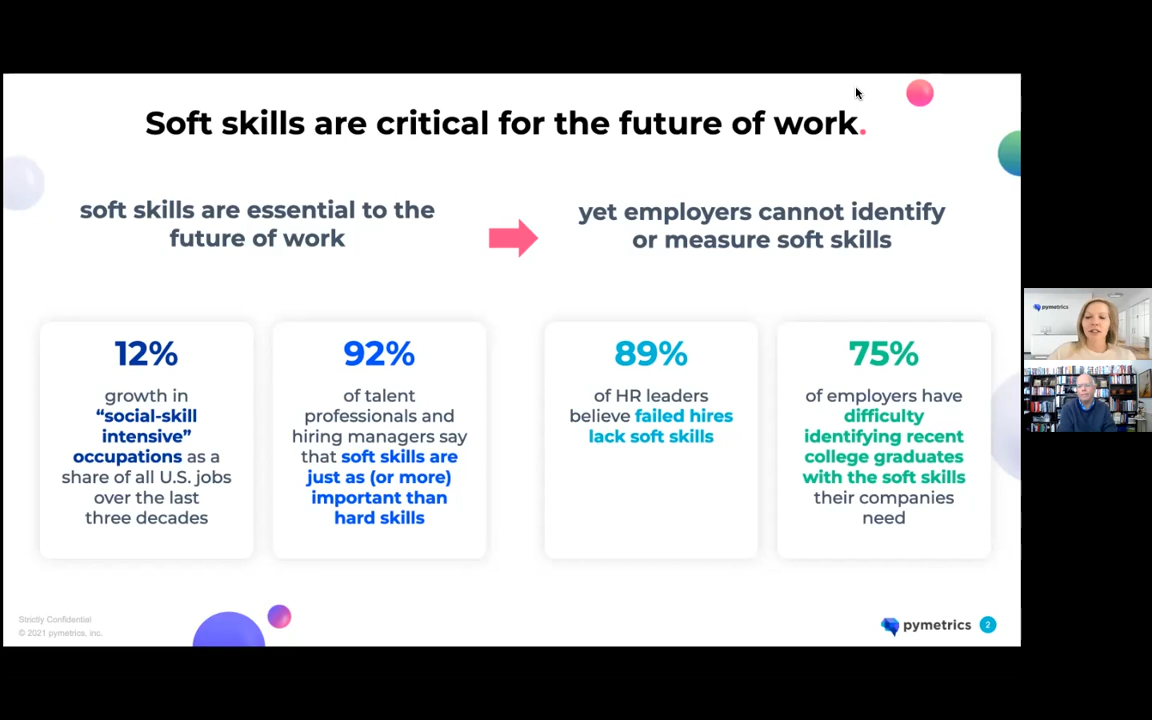 Soft skills are critical for the future of work.
soft skills are essential to the
future of work
yet employers cannot identify
or measure soft skills
12%
growth in
“social-skill
intensive”
occupations as a
share of all U.S. jobs
over the last
three decades
92%
of talent
professionals and
hiring managers say
that soft skills are
just as (or more)
important than
hard skills
89%
of HR leaders
believe failed hires
lack soft skills
75%
of employers have
difficulty
identifying recent
college graduates
with the soft skills
their companies
need
Strictly Confidential
© 2021 pymetrics, inc.
pymetrics 2
pymetrics